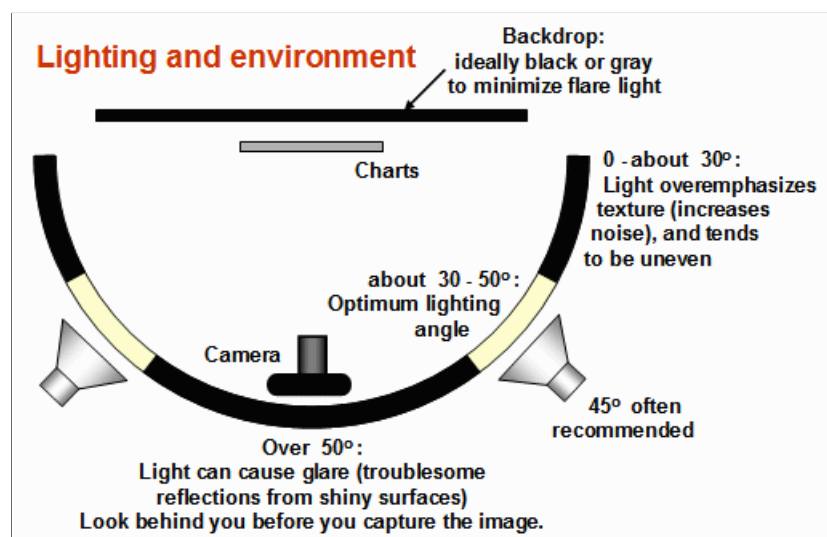 Lighting and environment
Backdrop:
ideally black or gray
to minimize flare light
Charts
0 - about 30º:
Light overemphasizes
texture (increases
noise), and tends
to be uneven
about 30 - 50º:
Optimum lighting
angle
Camera
45º often
recommended
Over 50º:
Light can cause glare (troublesome
reflections from shiny surfaces)
Look behind you before you capture the image.